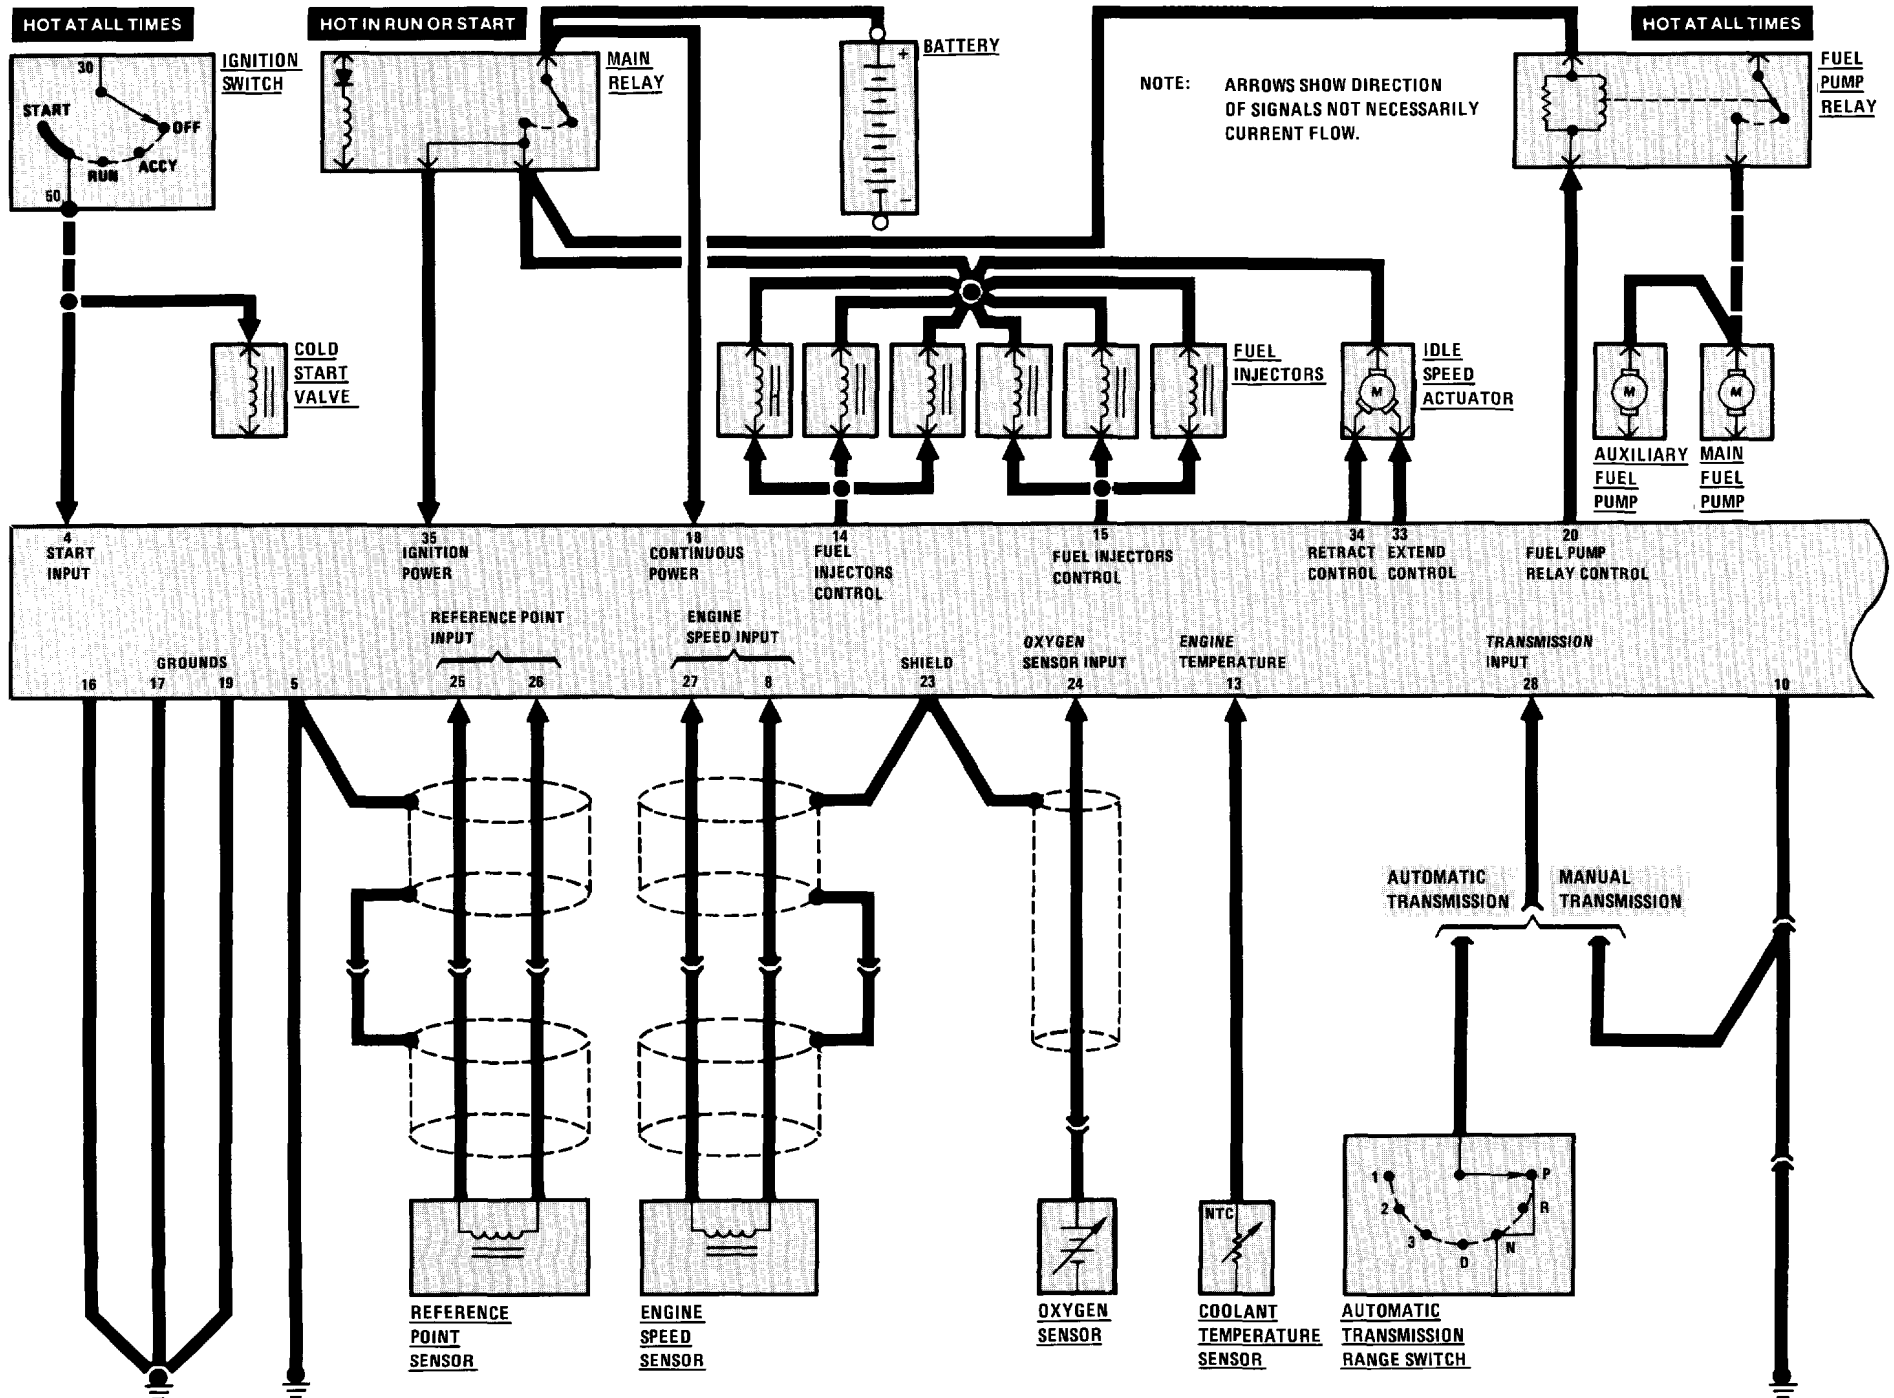 HOT AT ALL TIMES
HOT IN RUN OR START
HOT AT ALL TIMES
IGNITION
SWITCH
30
START
OFF
ACCY
RUN
50
MAIN
RELAY
BATTERY
+
−
NOTE: ARROWS SHOW DIRECTION
OF SIGNALS NOT NECESSARILY
CURRENT FLOW.
FUEL
PUMP
RELAY
COLD
START
VALVE
FUEL
INJECTORS
M
IDLE
SPEED
ACTUATOR
M
M
AUXILIARY
FUEL
PUMP
MAIN
FUEL
PUMP
4
START
INPUT
35
IGNITION
POWER
18
CONTINUOUS
POWER
14
FUEL
INJECTORS
CONTROL
15
FUEL INJECTORS
CONTROL
34
RETRACT
CONTROL
33
EXTEND
CONTROL
20
FUEL PUMP
RELAY CONTROL
GROUNDS
16
17
19
5
REFERENCE POINT
INPUT
25
26
ENGINE
SPEED INPUT
27
8
SHIELD
23
OXYGEN
SENSOR INPUT
24
ENGINE
TEMPERATURE
13
TRANSMISSION
INPUT
28
10
AUTOMATIC
TRANSMISSION
MANUAL
TRANSMISSION
NTC
1
2
3
D
N
R
P
REFERENCE
POINT
SENSOR
ENGINE
SPEED
SENSOR
OXYGEN
SENSOR
COOLANT
TEMPERATURE
SENSOR
AUTOMATIC
TRANSMISSION
RANGE SWITCH